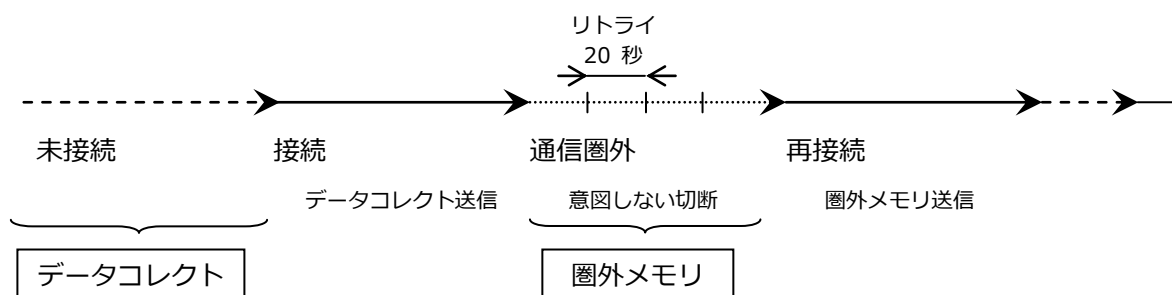 リトライ
20 秒
未接続
接続
通信圏外
再接続
データコレクト送信
意図しない切断
圏外メモリ送信
データコレクト
圏外メモリ